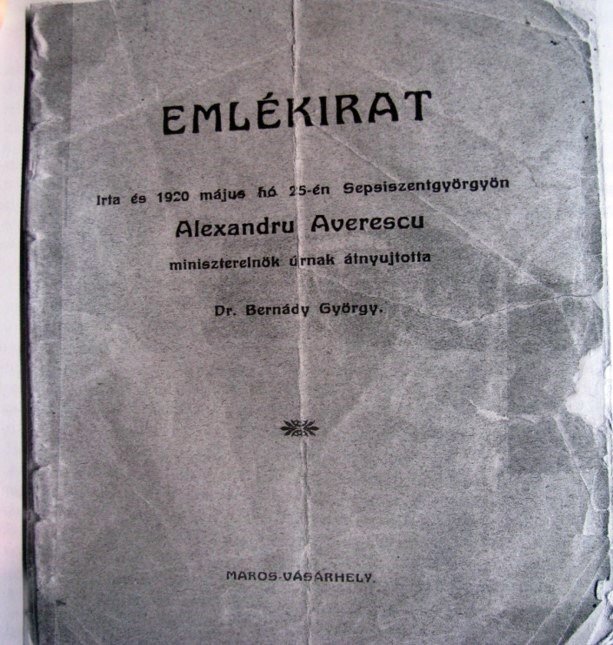 EMLÉKIRAT
Irta és 1920 május hó 25-én Sepsiszentgyörgyön
Alexandru Averescu
miniszterelnök úrnak átnyujtotta
Dr. Bernády György.
MAROS-VÁSÁRHELY.